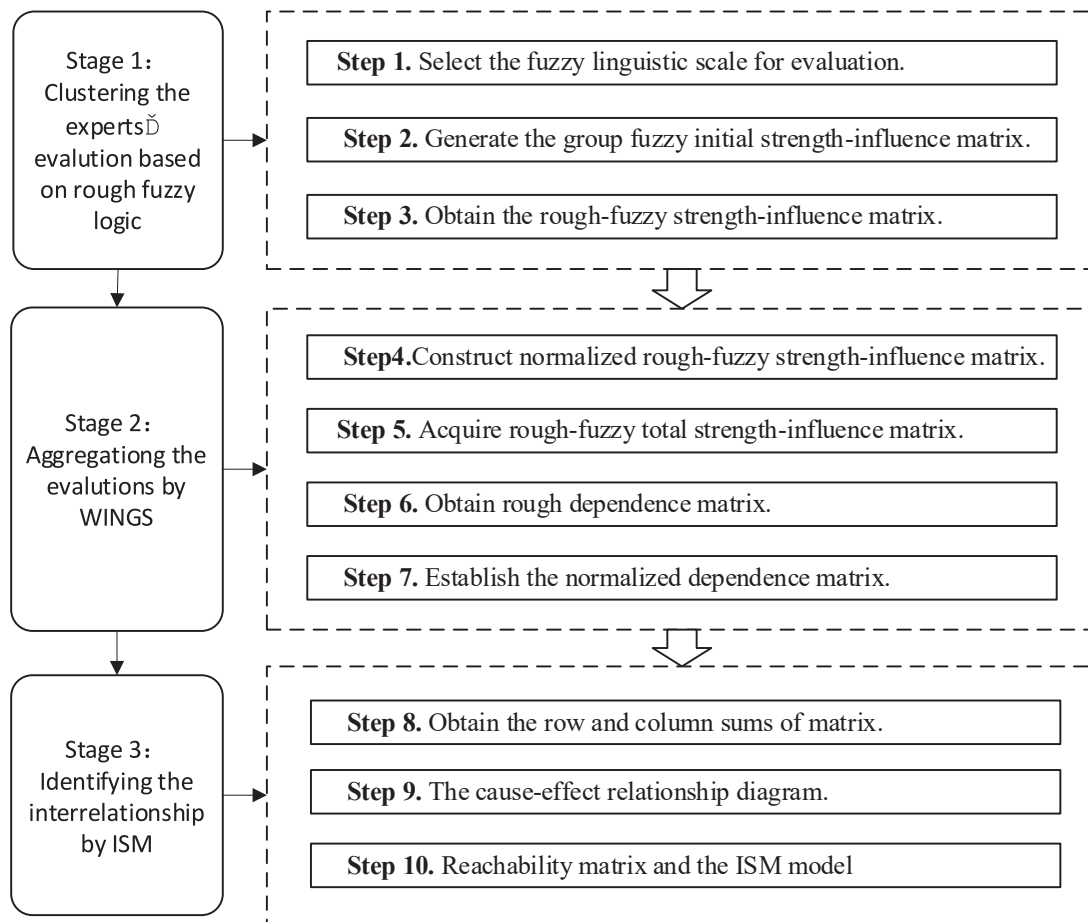 Stage 1：
Clustering the
expertsĎ
evalution based
on rough fuzzy
logic
Step 1. Select the fuzzy linguistic scale for evaluation.
Step 2. Generate the group fuzzy initial strength-influence matrix.
Step 3. Obtain the rough-fuzzy strength-influence matrix.
Stage 2：
Aggregationg the
evalutions by
WINGS
Step4.Construct normalized rough-fuzzy strength-influence matrix.
Step 5. Acquire rough-fuzzy total strength-influence matrix.
Step 6. Obtain rough dependence matrix.
Step 7. Establish the normalized dependence matrix.
Stage 3：
Identifying the
interrelationship
by ISM
Step 8. Obtain the row and column sums of matrix.
Step 9. The cause-effect relationship diagram.
Step 10. Reachability matrix and the ISM model